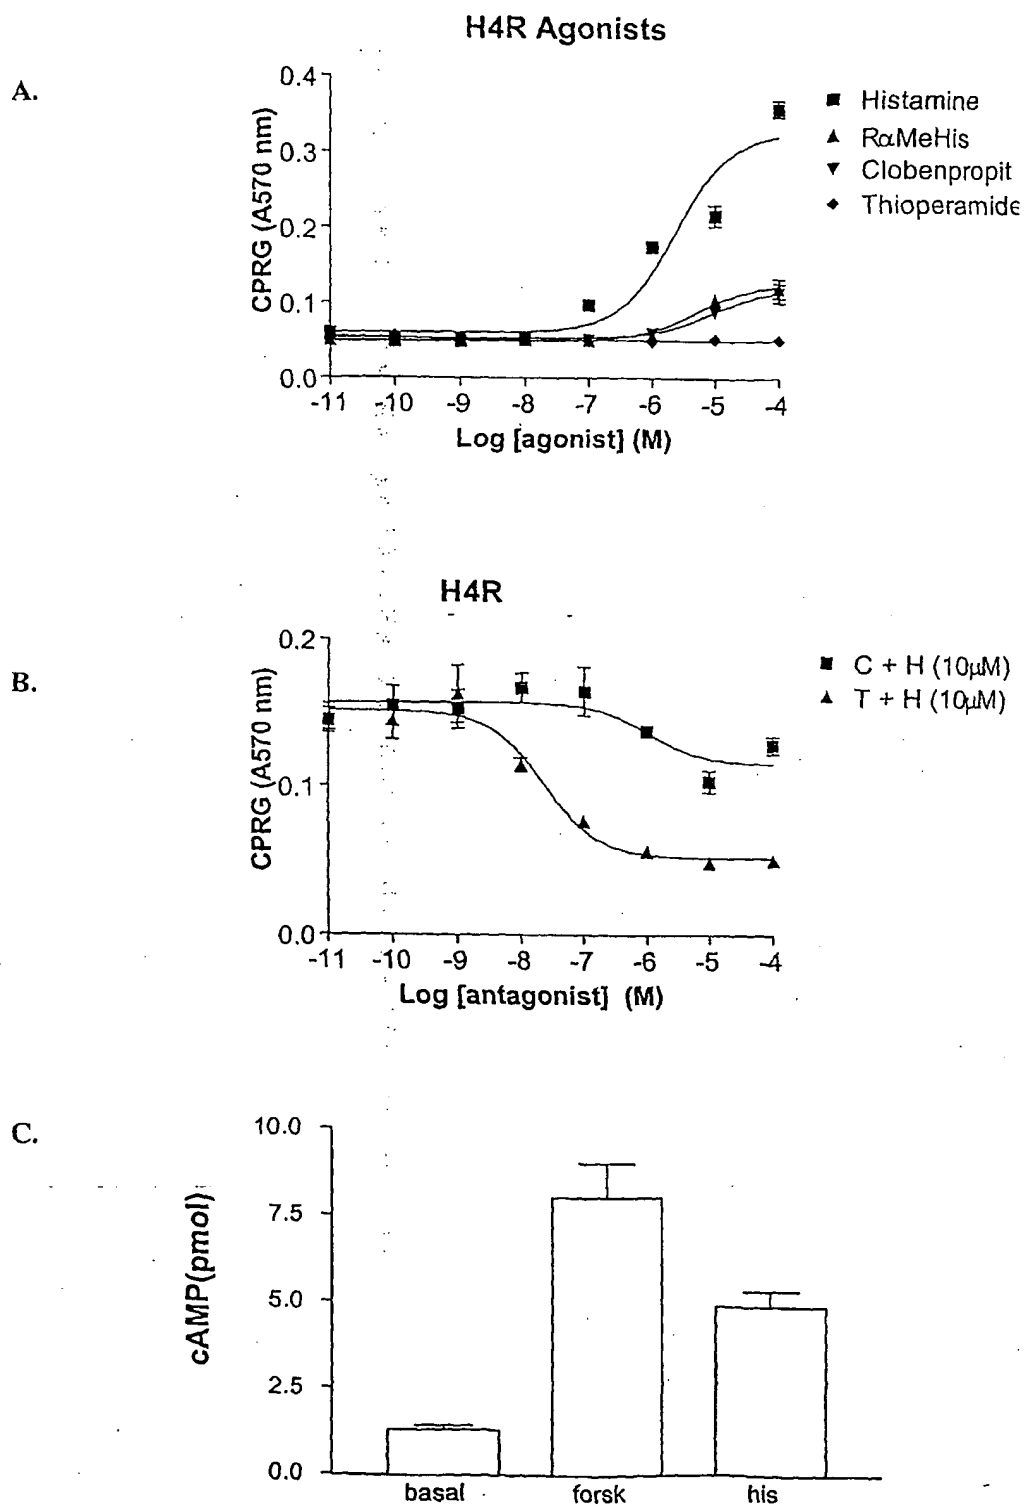 H4R Agonists
A.
CPRG (A570 nm)
0.4
0.3
0.2
0.1
0.0
-11 -10 -9 -8 -7 -6 -5 -4
Log [agonist] (M)
Histamine
RαMeHis
Clobenpropit
Thioperamide
H4R
B.
CPRG (A570 nm)
0.2
0.1
0.0
-11 -10 -9 -8 -7 -6 -5 -4
Log [antagonist] (M)
C + H (10µM)
T + H (10µM)
C.
cAMP(pmol)
10.0
7.5
5.0
2.5
0.0
basal forsk his